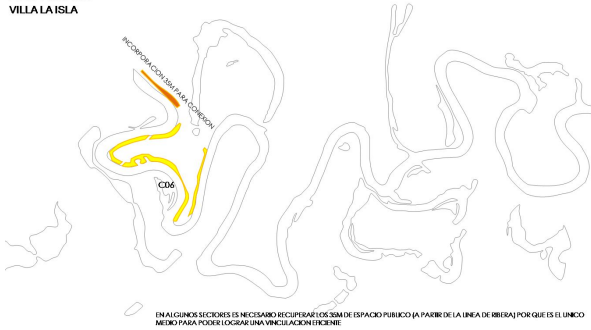 VILLA LA ISLA
INCORPORACION 35M PARA CONEXION
C06
EN ALGUNOS SECTORES ES NECESARIO RECUPERAR LOS 35M DE ESPACIO PUBLICO (A PARTIR DE LA LINEA DE RIBERA) POR QUE ES EL UNICO
MEDIO PARA PODER LOGRAR UNA VINCULACION EFICIENTE